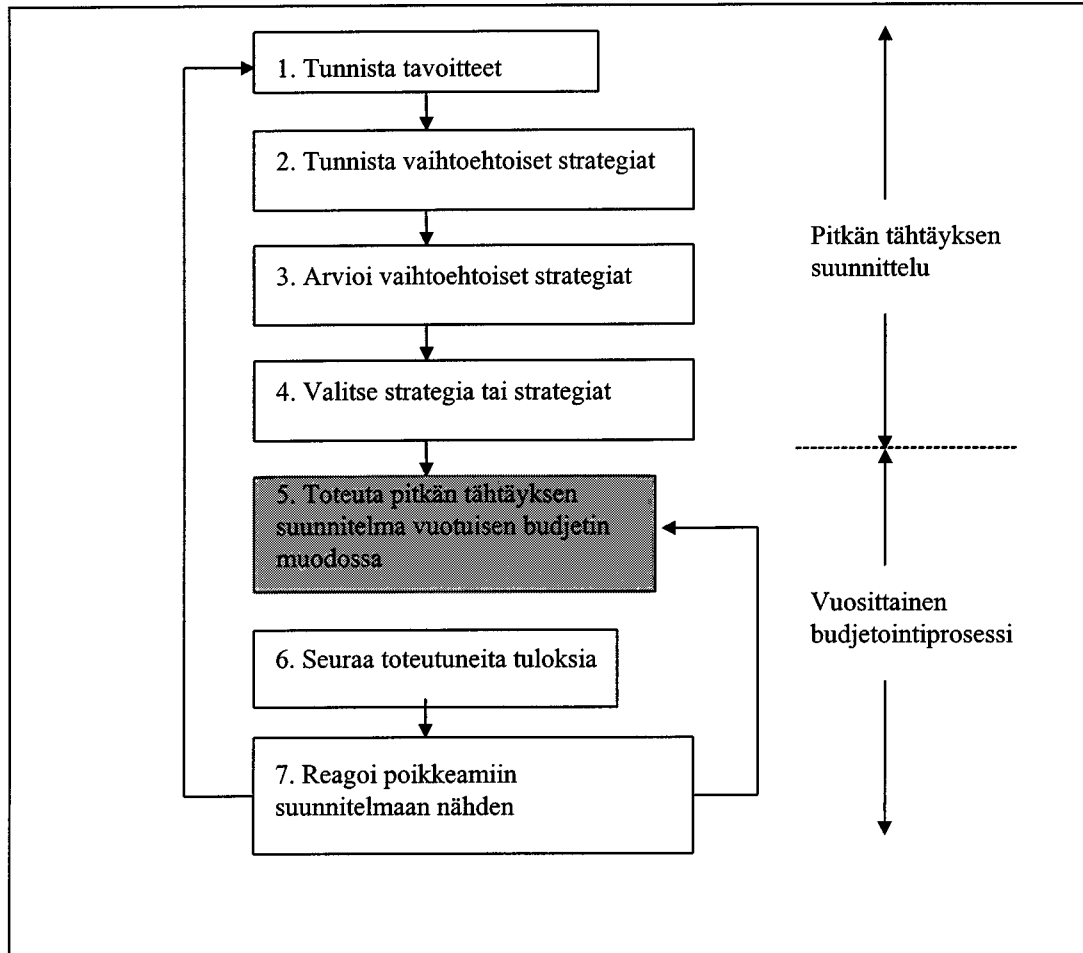 1. Tunnista tavoitteet
2. Tunnista vaihtoehtoiset strategiat
3. Arvioi vaihtoehtoiset strategiat
4. Valitse strategia tai strategiat
Pitkän tähtäyksen
suunnittelu
5. Toteuta pitkän tähtäyksen
suunnitelma vuotuisen budjetin
muodossa
6. Seuraa toteutuneita tuloksia
7. Reagoi poikkeamiin
suunnitelmaan nähden
Vuosittainen
budjetointiprosessi